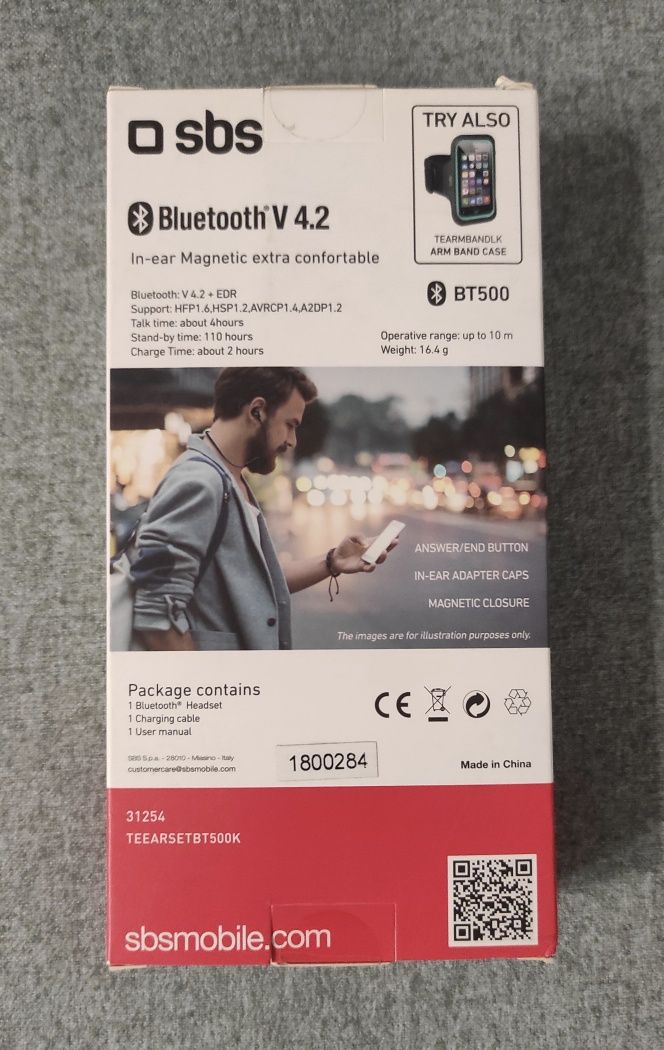 sbs
TRY ALSO
TEARMBANDLK
ARM BAND CASE
Bluetooth® V 4.2
In-ear Magnetic extra confortable
BT500
Bluetooth: V 4.2 + EDR
Support: HFP1.6,HSP1.2,AVRCP1.4,A2DP1.2
Talk time: about 4hours
Stand-by time: 110 hours
Charge Time: about 2 hours
Operative range: up to 10 m
Weight: 16.4 g
ANSWER/END BUTTON
IN-EAR ADAPTER CAPS
MAGNETIC CLOSURE
The images are for illustration purposes only.
Package contains
1 Bluetooth® Headset
1 Charging cable
1 User manual
CE
SBS S.p.a. - 28010 - Miasino - Italy
customercare@sbsmobile.com
1800284
Made in China
31254
TEEARSETBT500K
sbsmobile.com